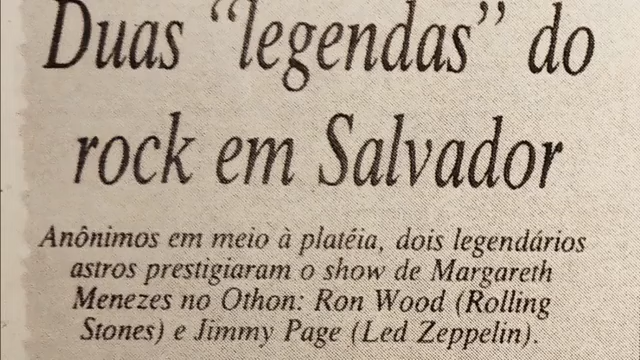 Duas “legendas” do
rock em Salvador
Anônimos em meio à platéia, dois legendários
astros prestigiaram o show de Margareth
Menezes no Othon: Ron Wood (Rolling
Stones) e Jimmy Page (Led Zeppelin).